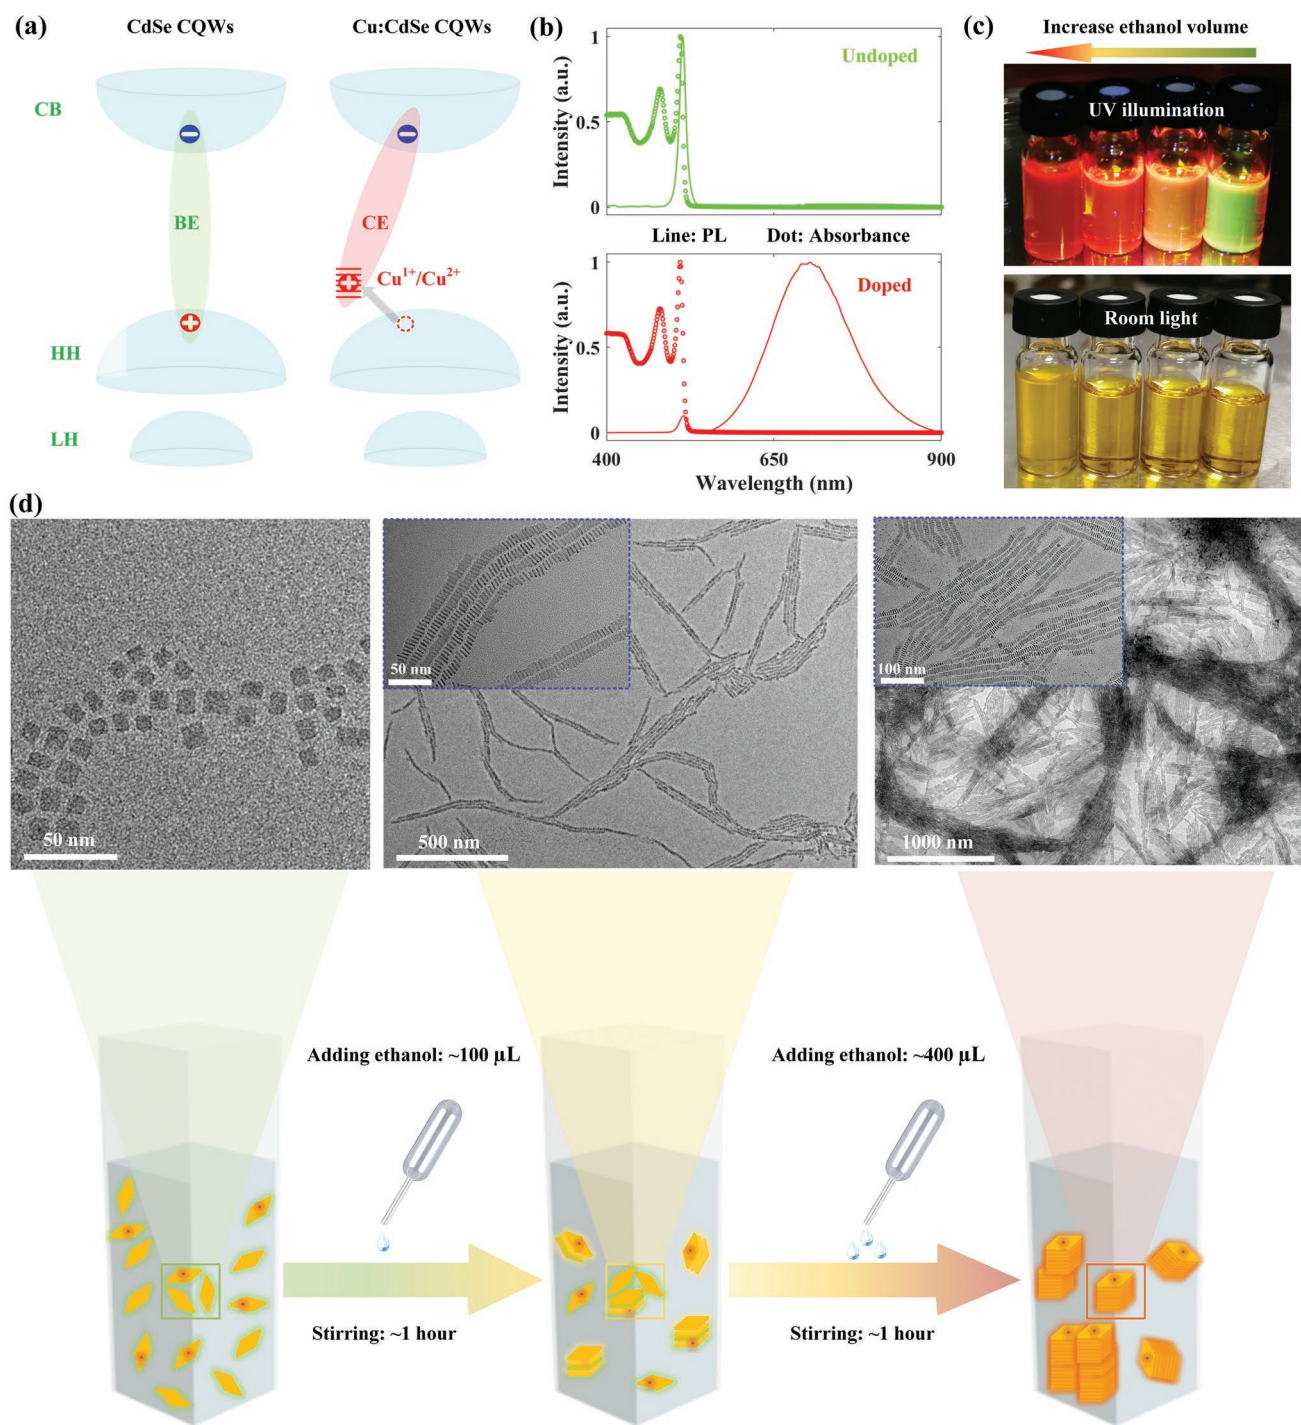 (a)
CdSe CQWs
Cu:CdSe CQWs
CB
BE
CE
Cu¹⁺/Cu²⁺
HH
LH
(b)
1
Undoped
Intensity (a.u.)
0.5
0
Line: PL
Dot: Absorbance
1
Doped
Intensity (a.u.)
0.5
0
400
650
900
Wavelength (nm)
(c)
Increase ethanol volume
UV illumination
Room light
(d)
50 nm
50 nm
500 nm
100 nm
1000 nm
Adding ethanol: ~100 µL
Adding ethanol: ~400 µL
Stirring: ~1 hour
Stirring: ~1 hour